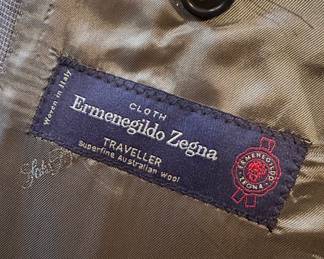 Woven in Italy
CLOTH
Ermenegildo Zegna
TRAVELLER
Superfine Australian Wool
ERMENEGILDO
ZEGNA